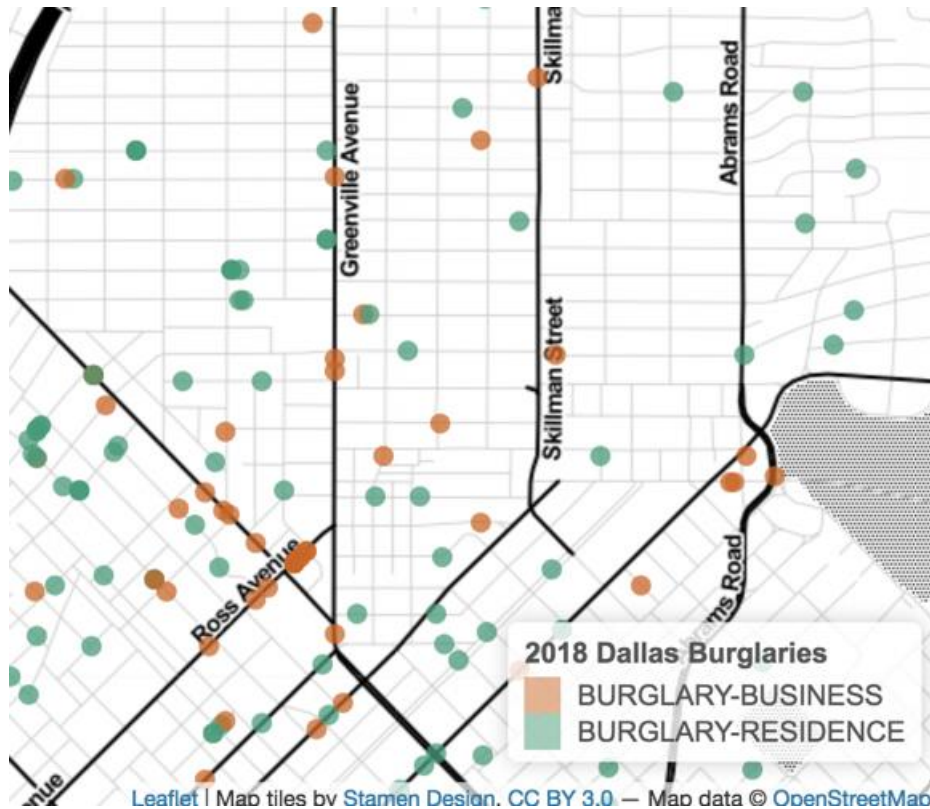 Skillma
Abrams Road
Greenville Avenue
Skillman Street
Ross Avenue
Abrams Road
2018 Dallas Burglaries
BURGLARY-BUSINESS
BURGLARY-RESIDENCE
enue
Leaflet | Map tiles by Stamen Design, CC BY 3.0 — Map data © OpenStreetMap